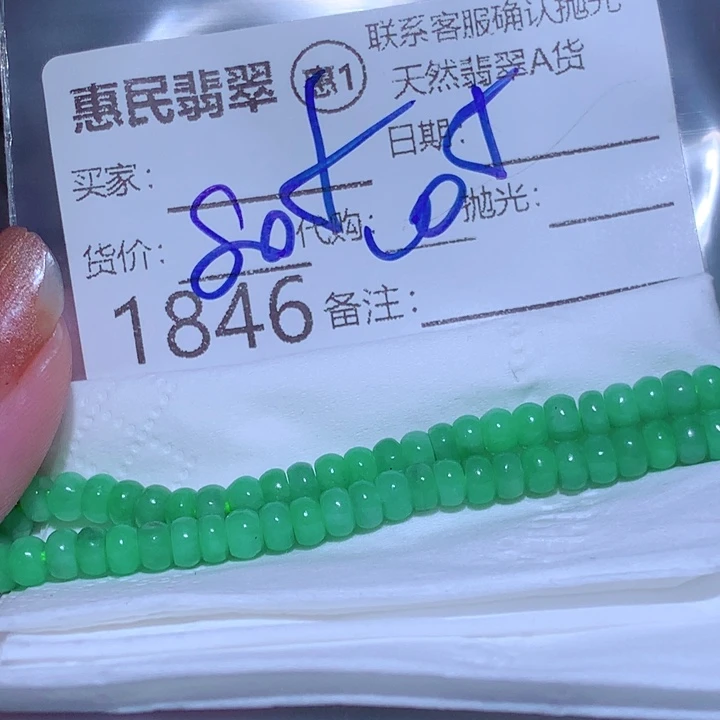 联系客服确认抛光
惠民翡翠 惠1 天然翡翠A货
买家： 日期：
货价： 代购： 抛光：
1846 备注：